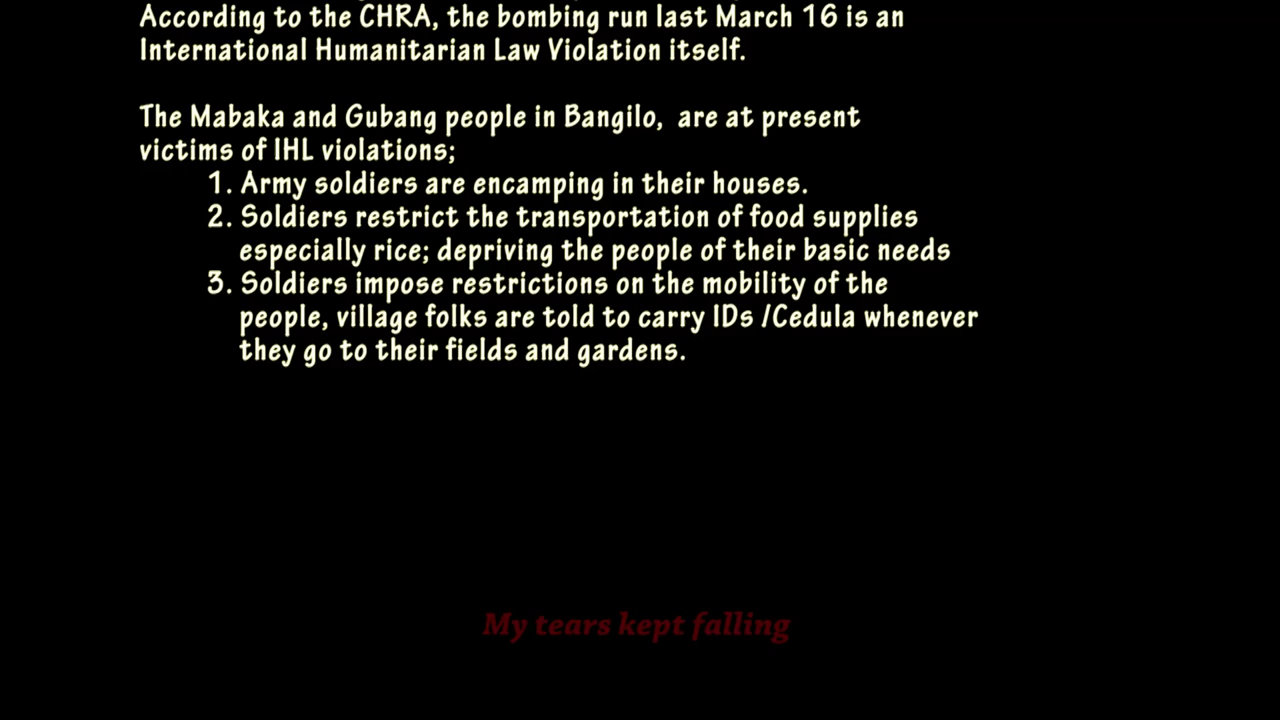 According to the CHRA, the bombing run last March 16 is an
International Humanitarian Law Violation itself.
The Mabaka and Gubang people in Bangilo,  are at present
victims of IHL violations;
1. Army soldiers are encamping in their houses.
2. Soldiers restrict the transportation of food supplies
especially rice; depriving the people of their basic needs
3. Soldiers impose restrictions on the mobility of the
people, village folks are told to carry IDs /Cedula whenever
they go to their fields and gardens.
My tears kept falling